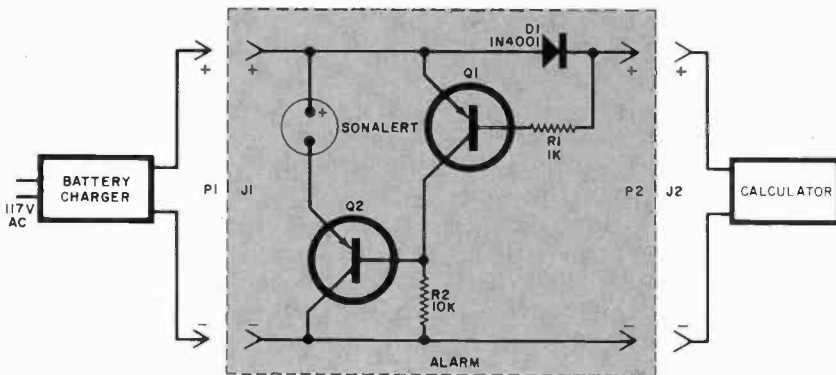 D1
1N4001
Q1
+
+
+
+
+
SONALERT
R1
1K
BATTERY
CHARGER
P1
J1
P2
J2
CALCULATOR
117V
AC
Q2
R2
10K
−
−
−
−
ALARM